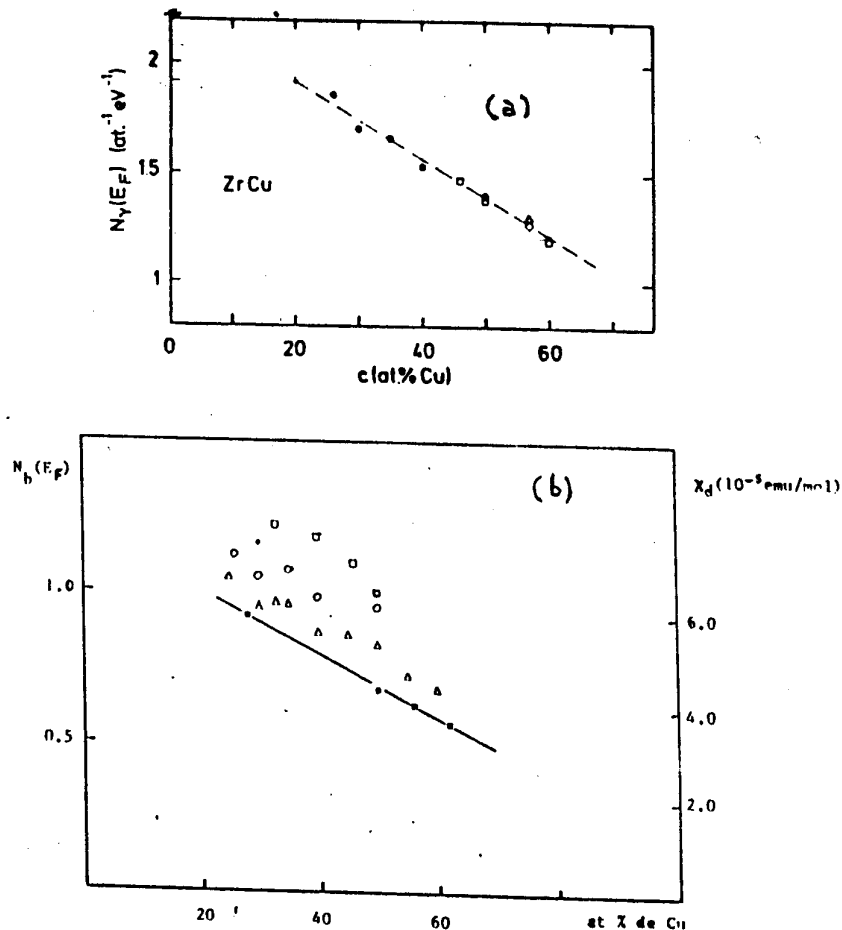 (a)
N_γ(E_F) (at.⁻¹ eV⁻¹)
2
1.5
1
ZrCu
0 20 40 60
c(at.% Cu)
N_b(E_F)
(b)
χ_d(10⁻⁵ emu/mol)
1.0
0.5
6.0
4.0
2.0
20 40 60 at % de Cu